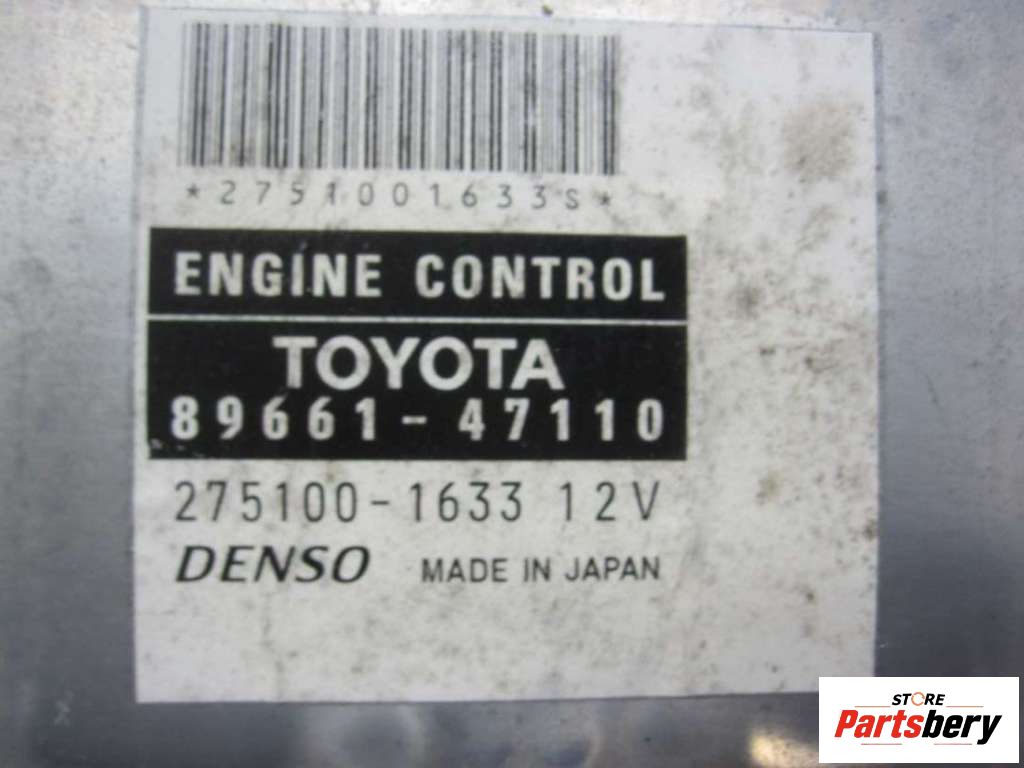 *2751001633S*
ENGINE CONTROL
TOYOTA
89661-47110
275100-1633 12V
DENSO MADE IN JAPAN
STORE
Partsbery